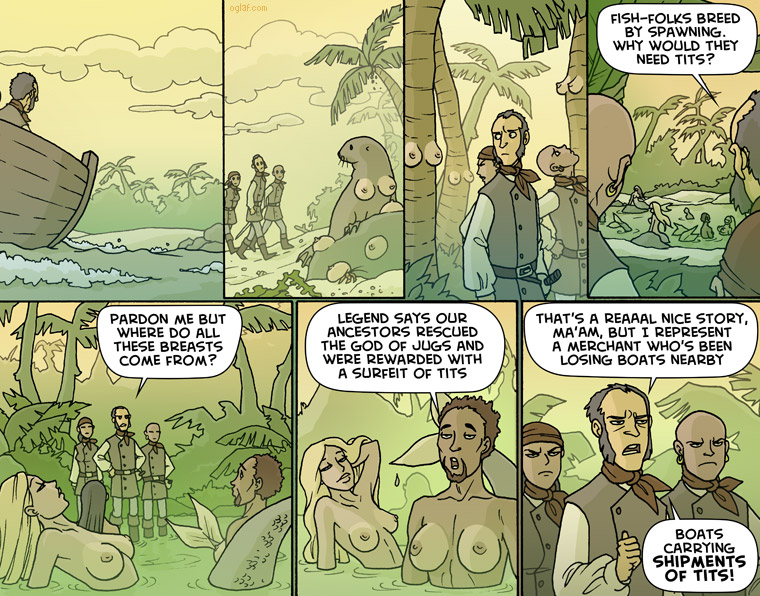 oglaf.com
FISH-FOLKS BREED
BY SPAWNING.
WHY WOULD THEY
NEED TITS?
PARDON ME BUT
WHERE DO ALL
THESE BREASTS
COME FROM?
LEGEND SAYS OUR
ANCESTORS RESCUED
THE GOD OF JUGS AND
WERE REWARDED WITH
A SURFEIT OF TITS
THAT'S A REAAAL NICE STORY,
MA'AM, BUT I REPRESENT
A MERCHANT WHO'S BEEN
LOSING BOATS NEARBY
BOATS
CARRYING
SHIPMENTS
OF TITS!